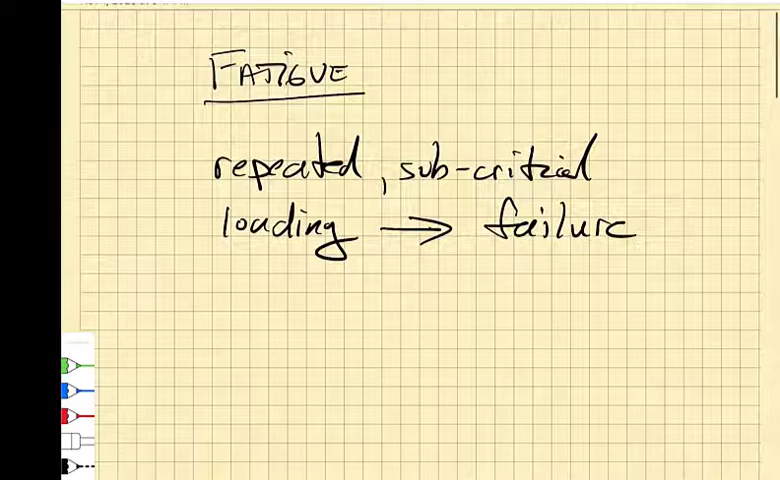 FATIGUE
repeated, sub-critical
loading → failure